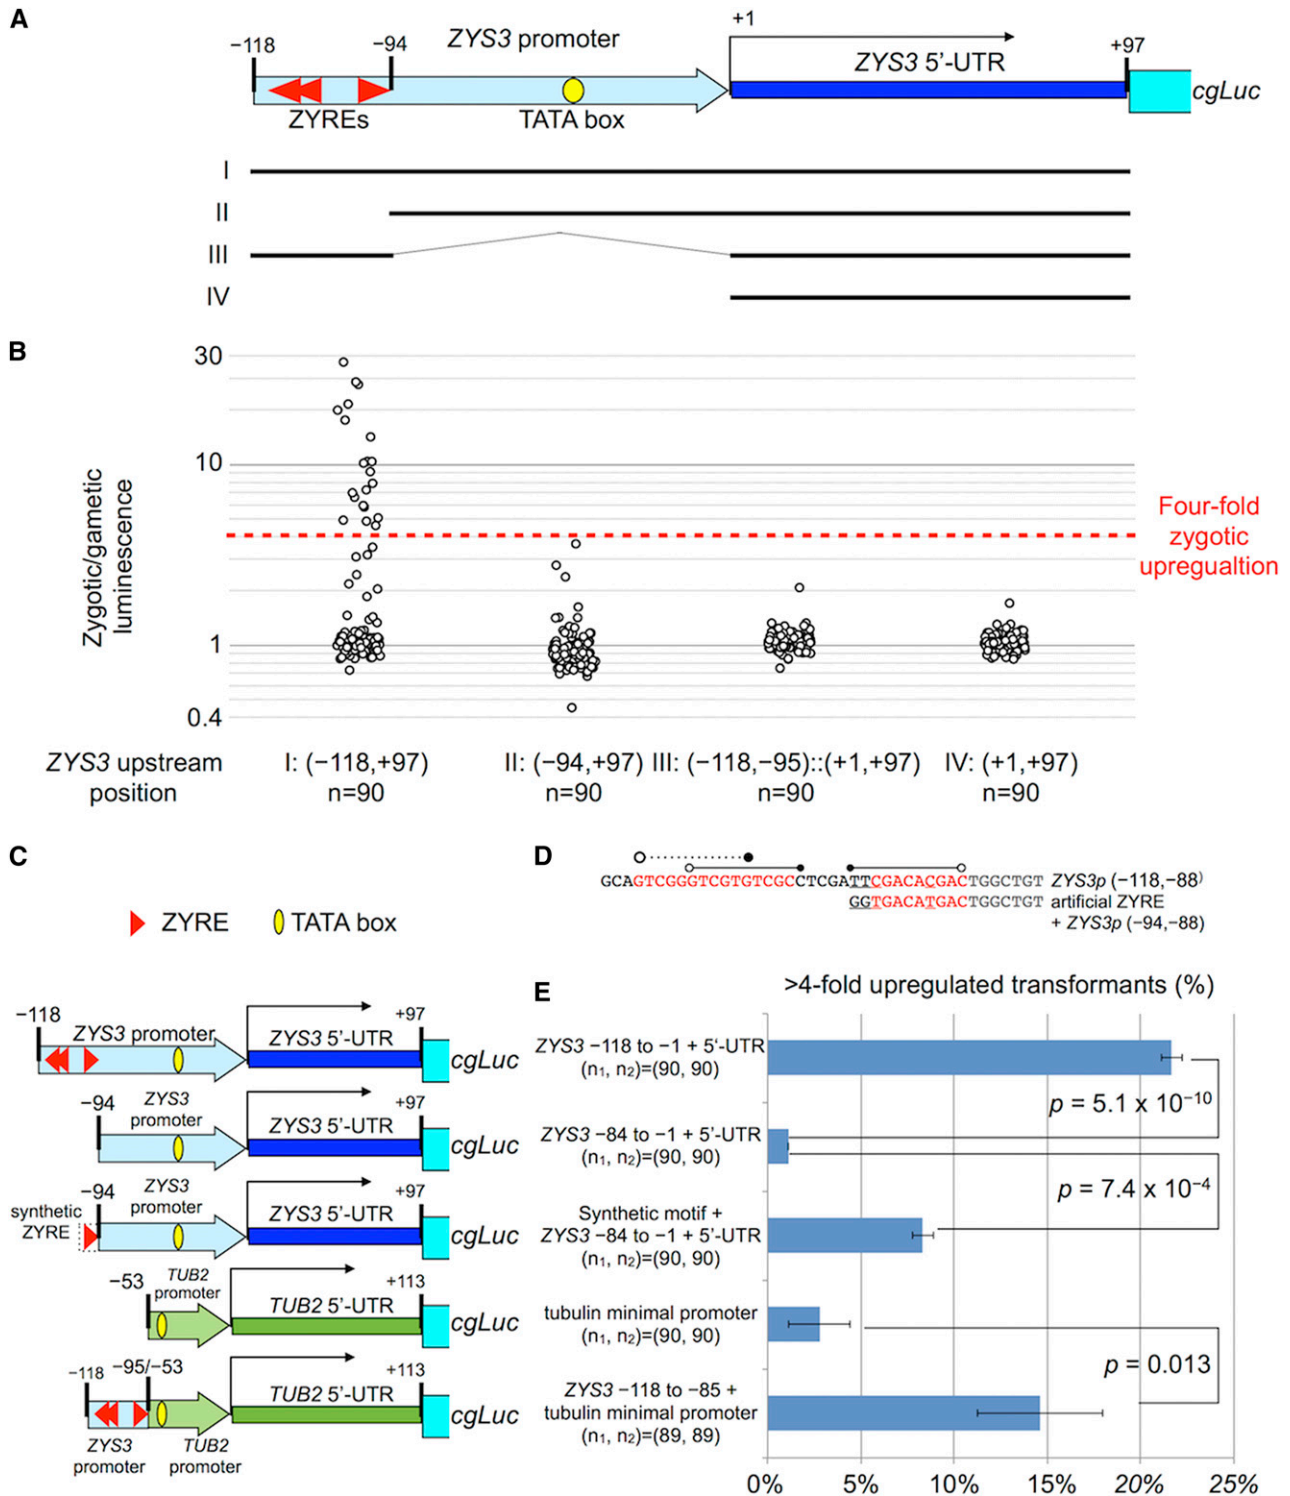 A
−118
−94
ZYS3 promoter
+1
ZYS3 5'-UTR
+97
cgLuc
ZYREs
TATA box
I
II
III
IV
B
30
10
1
0.4
Zygotic/gametic
luminescence
Four-fold
zygotic
upregualtion
ZYS3 upstream
position
I: (−118,+97)
n=90
II: (−94,+97)
n=90
III: (−118,−95)::(+1,+97)
n=90
IV: (+1,+97)
n=90
C
ZYRE
TATA box
−118
ZYS3 promoter
ZYS3 5'-UTR
+97
cgLuc
−94
ZYS3
promoter
ZYS3 5'-UTR
+97
cgLuc
synthetic
ZYRE
−94
ZYS3
promoter
ZYS3 5'-UTR
+97
cgLuc
−53
TUB2
promoter
TUB2 5'-UTR
+113
cgLuc
−118
−95/−53
TUB2 5'-UTR
+113
cgLuc
ZYS3
promoter
TUB2
promoter
D
GCAGTCGGGTCGTGTCGCCTCGATTCGACACGACTGGCTGT ZYS3p (−118,−88)
GGTGACATGACTGGCTGT artificial ZYRE
+ ZYS3p (−94,−88)
E
>4-fold upregulated transformants (%)
ZYS3 −118 to −1 + 5'-UTR
(n1, n2)=(90, 90)
p = 5.1 x 10−10
ZYS3 −84 to −1 + 5'-UTR
(n1, n2)=(90, 90)
p = 7.4 x 10−4
Synthetic motif +
ZYS3 −84 to −1 + 5'-UTR
(n1, n2)=(90, 90)
tubulin minimal promoter
(n1, n2)=(90, 90)
p = 0.013
ZYS3 −118 to −85 +
tubulin minimal promoter
(n1, n2)=(89, 89)
0% 5% 10% 15% 20% 25%